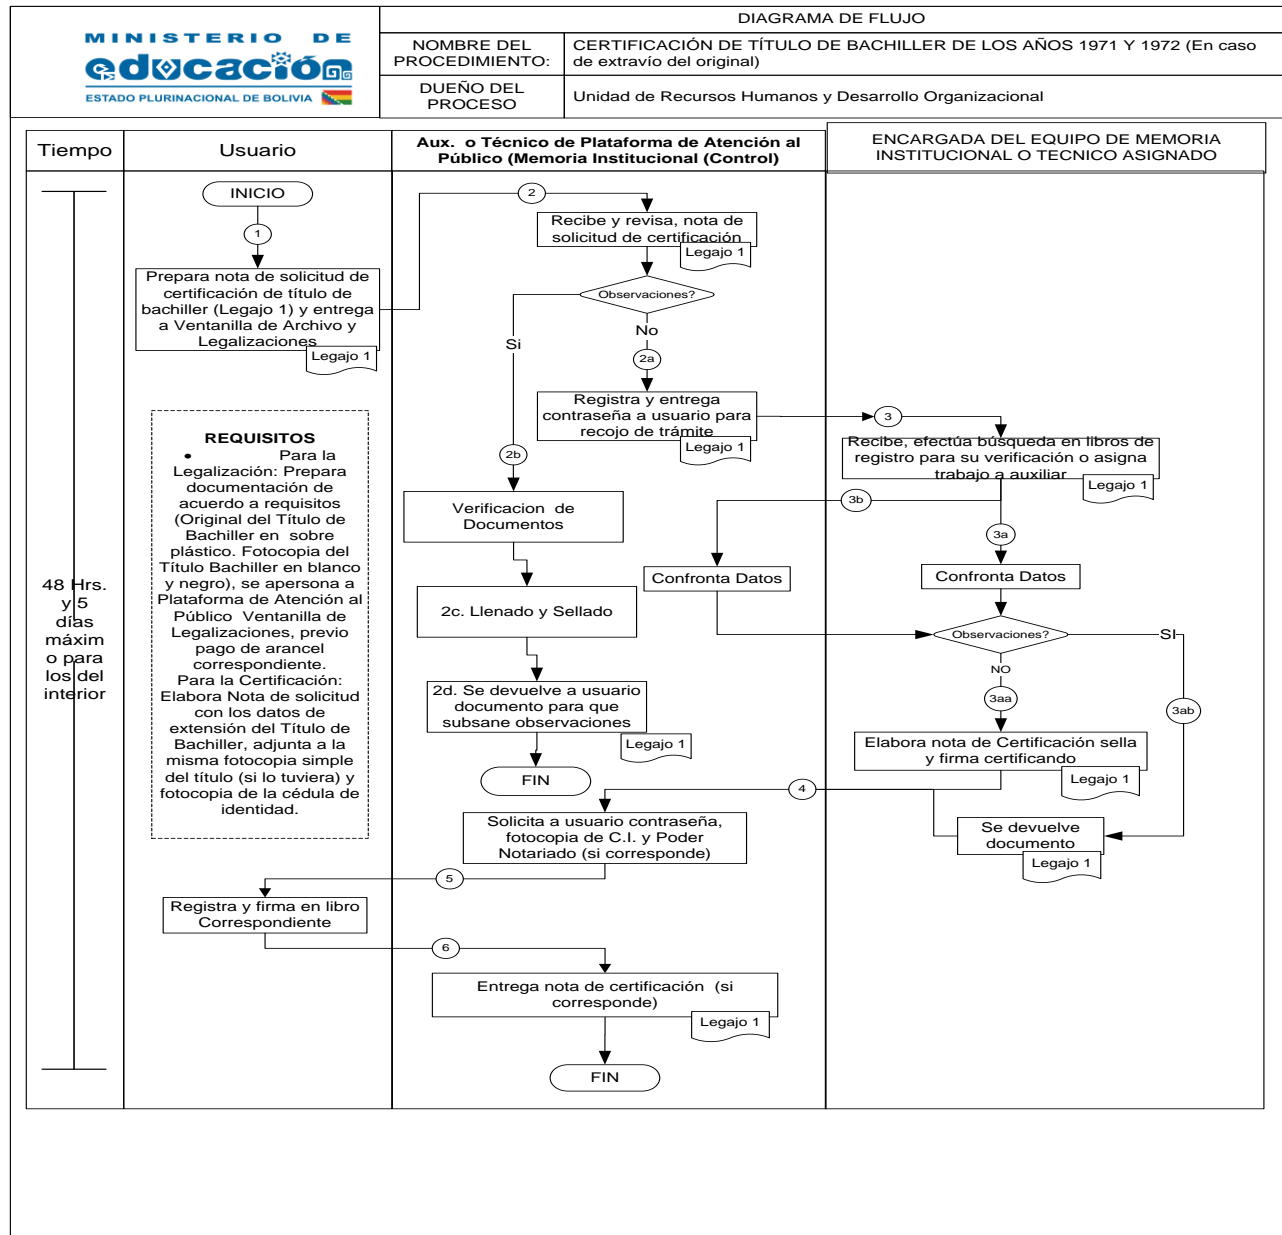 MINISTERIO DE
educación
ESTADO PLURINACIONAL DE BOLIVIA
DIAGRAMA DE FLUJO
NOMBRE DEL
PROCEDIMIENTO:
CERTIFICACIÓN DE TÍTULO DE BACHILLER DE LOS AÑOS 1971 Y 1972 (En caso
de extravío del original)
DUEÑO DEL
PROCESO
Unidad de Recursos Humanos y Desarrollo Organizacional
Tiempo
Usuario
Aux. o Técnico de Plataforma de Atención al
Público (Memoria Institucional (Control)
ENCARGADA DEL EQUIPO DE MEMORIA
INSTITUCIONAL O TECNICO ASIGNADO
48 Hrs.
y 5
días
máxim
o para
los del
interior
INICIO
1
Prepara nota de solicitud de
certificación de título de
bachiller (Legajo 1) y entrega
a Ventanilla de Archivo y
Legalizaciones
Legajo 1
REQUISITOS
• Para la
Legalización: Prepara
documentación de
acuerdo a requisitos
(Original del Título de
Bachiller en sobre
plástico. Fotocopia del
Título Bachiller en blanco
y negro), se apersona a
Plataforma de Atención al
Público Ventanilla de
Legalizaciones, previo
pago de arancel
correspondiente.
Para la Certificación:
Elabora Nota de solicitud
con los datos de
extensión del Título de
Bachiller, adjunta a la
misma fotocopia simple
del título (si lo tuviera) y
fotocopia de la cédula de
identidad.
2
Recibe y revisa, nota de
solicitud de certificación
Legajo 1
Observaciones?
Si
No
2a
Registra y entrega
contraseña a usuario para
recojo de trámite
Legajo 1
2b
Verificacion de
Documentos
2c. Llenado y Sellado
2d. Se devuelve a usuario
documento para que
subsane observaciones
Legajo 1
FIN
3
Recibe, efectúa búsqueda en libros de
registro para su verificación o asigna
trabajo a auxiliar
Legajo 1
3b
3a
Confronta Datos
Confronta Datos
Observaciones?
SI
NO
3aa
3ab
Elabora nota de Certificación sella
y firma certificando
Legajo 1
Se devuelve
documento
Legajo 1
4
Solicita a usuario contraseña,
fotocopia de C.I. y Poder
Notariado (si corresponde)
5
Registra y firma en libro
Correspondiente
6
Entrega nota de certificación (si
corresponde)
Legajo 1
FIN